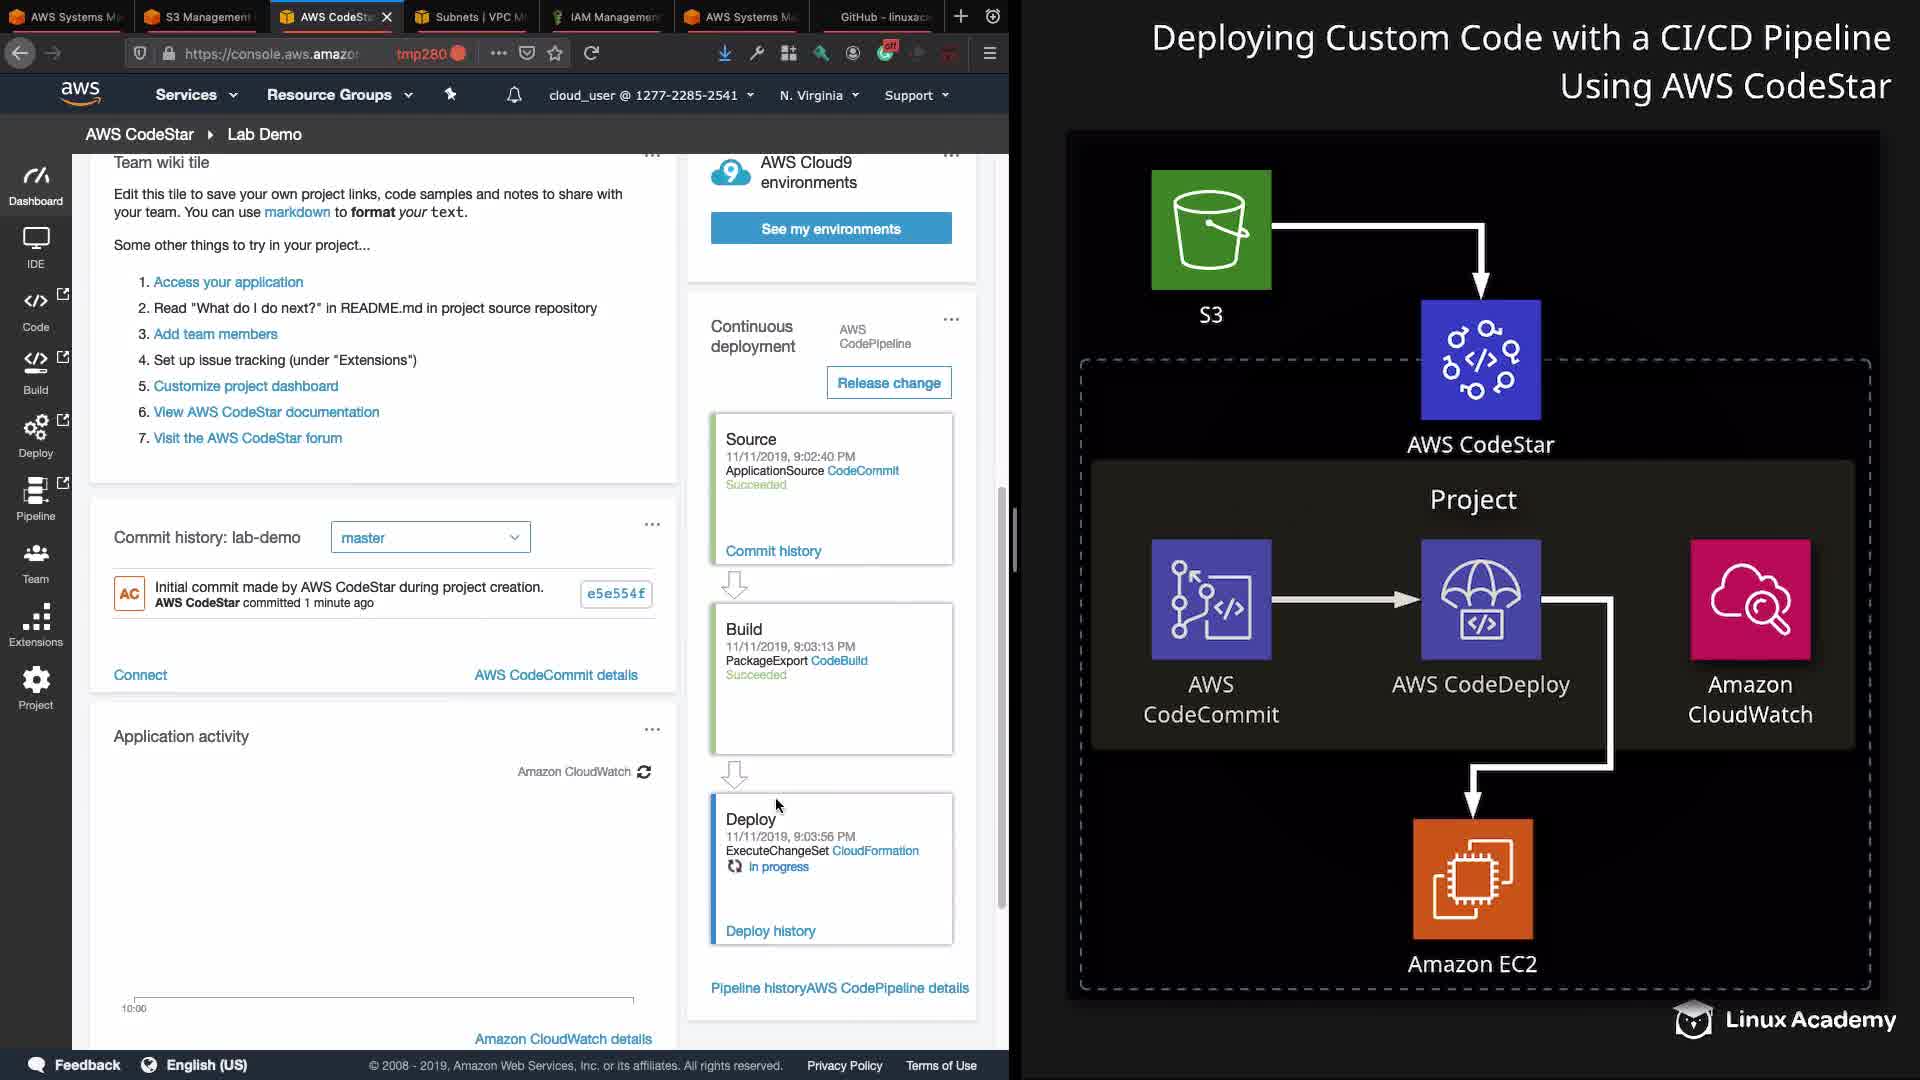 AWS Systems Ma
S3 Management
AWS CodeSta
Subnets | VPC M
IAM Managemen
AWS Systems Ma
GitHub - linuxaca
https://console.aws.amazo
tmp280
off
aws
Services
Resource Groups
cloud_user @ 1277-2285-2541
N. Virginia
Support
AWS CodeStar
Lab Demo
Dashboard
IDE
Code
Build
Deploy
Pipeline
Team
Extensions
Project
Team wiki tile
Edit this tile to save your own project links, code samples and notes to share with
your team. You can use markdown to format your text.
Some other things to try in your project...
1. Access your application
2. Read "What do I do next?" in README.md in project source repository
3. Add team members
4. Set up issue tracking (under "Extensions")
5. Customize project dashboard
6. View AWS CodeStar documentation
7. Visit the AWS CodeStar forum
Commit history: lab-demo
master
AC
Initial commit made by AWS CodeStar during project creation.
AWS CodeStar committed 1 minute ago
e5e554f
Connect
AWS CodeCommit details
Application activity
Amazon CloudWatch
10:00
Amazon CloudWatch details
9
AWS Cloud9
environments
See my environments
Continuous
deployment
AWS
CodePipeline
Release change
Source
11/11/2019, 9:02:40 PM
ApplicationSource CodeCommit
Succeeded
Commit history
Build
11/11/2019, 9:03:13 PM
PackageExport CodeBuild
Succeeded
Deploy
11/11/2019, 9:03:56 PM
ExecuteChangeSet CloudFormation
In progress
Deploy history
Pipeline history
AWS CodePipeline details
Feedback
English (US)
© 2008 - 2019, Amazon Web Services, Inc. or its affiliates. All rights reserved.
Privacy Policy
Terms of Use
Deploying Custom Code with a CI/CD Pipeline
Using AWS CodeStar
S3
AWS CodeStar
Project
AWS
CodeCommit
AWS CodeDeploy
Amazon
CloudWatch
Amazon EC2
Linux Academy